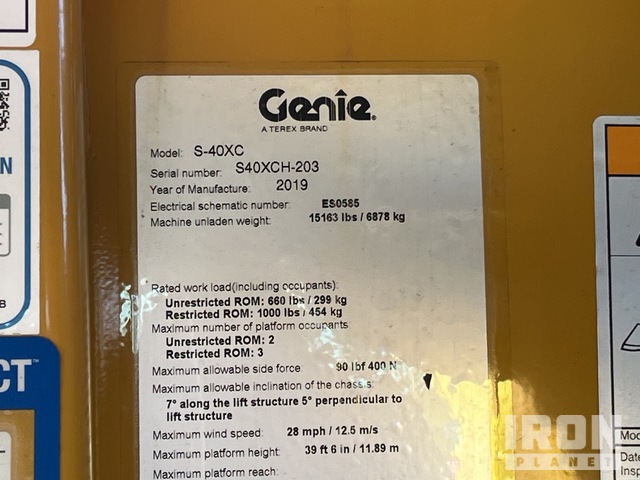 Genie®
A TEREX BRAND
Model: S-40XC
Serial number: S40XCH-203
Year of Manufacture: 2019
Electrical schematic number: ES0585
Machine unladen weight: 15163 lbs / 6878 kg
Rated work load(including occupants):
Unrestricted ROM: 660 lbs / 299 kg
Restricted ROM: 1000 lbs / 454 kg
Maximum number of platform occupants:
Unrestricted ROM: 2
Restricted ROM: 3
Maximum allowable side force: 90 lbf 400 N
Maximum allowable inclination of the chassis:
7° along the lift structure 5° perpendicular to
lift structure
Maximum wind speed: 28 mph / 12.5 m/s
Maximum platform height: 39 ft 6 in / 11.89 m
Maximum platform reach:
N
B
CT™
Mod
Date
Insp
IRON
PLANET